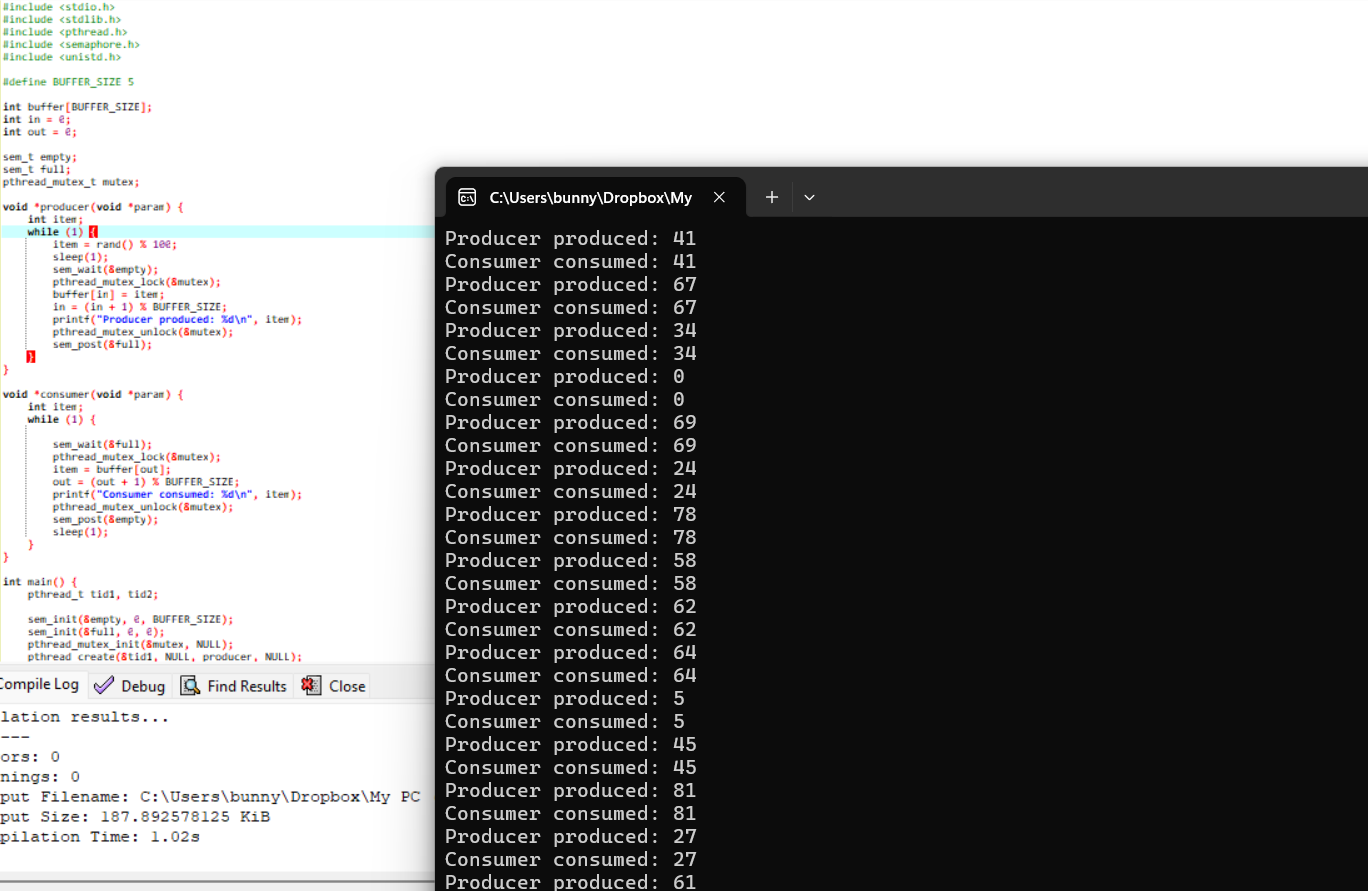 #include <stdio.h>
#include <stdlib.h>
#include <pthread.h>
#include <semaphore.h>
#include <unistd.h>
#define BUFFER_SIZE 5
int buffer[BUFFER_SIZE];
int in = 0;
int out = 0;
sem_t empty;
sem_t full;
pthread_mutex_t mutex;
void *producer(void *param) {
int item;
while (1) {
item = rand() % 100;
sleep(1);
sem_wait(&empty);
pthread_mutex_lock(&mutex);
buffer[in] = item;
in = (in + 1) % BUFFER_SIZE;
printf("Producer produced: %d\n", item);
pthread_mutex_unlock(&mutex);
sem_post(&full);
}
}
void *consumer(void *param) {
int item;
while (1) {
sem_wait(&full);
pthread_mutex_lock(&mutex);
item = buffer[out];
out = (out + 1) % BUFFER_SIZE;
printf("Consumer consumed: %d\n", item);
pthread_mutex_unlock(&mutex);
sem_post(&empty);
sleep(1);
}
}
int main() {
pthread_t tid1, tid2;
sem_init(&empty, 0, BUFFER_SIZE);
sem_init(&full, 0, 0);
pthread_mutex_init(&mutex, NULL);
pthread_create(&tid1, NULL, producer, NULL);
Compile Log Debug Find Results Close
lation results...
---
ors: 0
nings: 0
put Filename: C:\Users\bunny\Dropbox\My PC
put Size: 187.892578125 KiB
pilation Time: 1.02s
C:\Users\bunny\Dropbox\My
Producer produced: 41
Consumer consumed: 41
Producer produced: 67
Consumer consumed: 67
Producer produced: 34
Consumer consumed: 34
Producer produced: 0
Consumer consumed: 0
Producer produced: 69
Consumer consumed: 69
Producer produced: 24
Consumer consumed: 24
Producer produced: 78
Consumer consumed: 78
Producer produced: 58
Consumer consumed: 58
Producer produced: 62
Consumer consumed: 62
Producer produced: 64
Consumer consumed: 64
Producer produced: 5
Consumer consumed: 5
Producer produced: 45
Consumer consumed: 45
Producer produced: 81
Consumer consumed: 81
Producer produced: 27
Consumer consumed: 27
Producer produced: 61